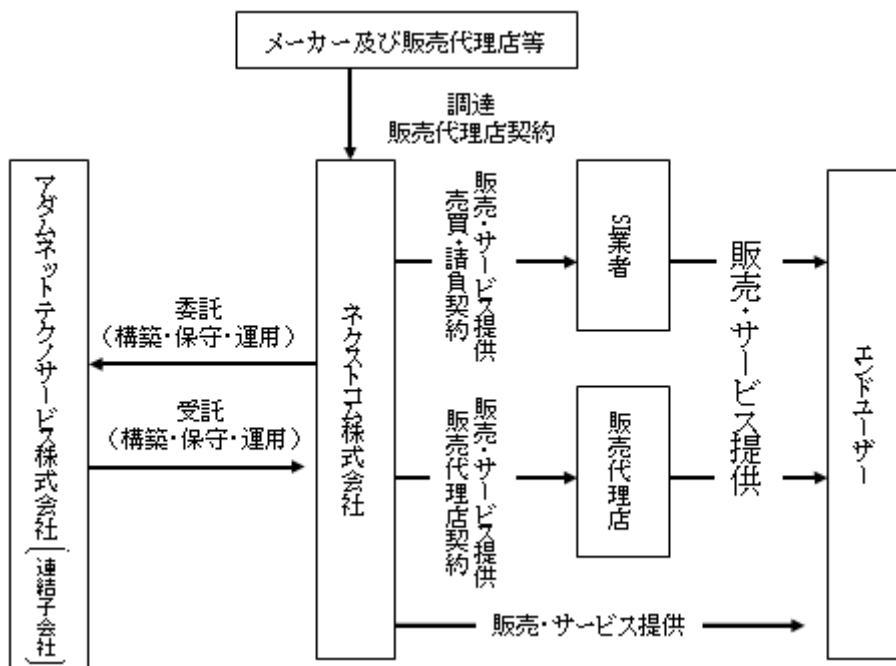 メーカー及び販売代理店等
調達
販売代理店契約
アダムネットテクノサービス株式会社
(連結子会社)
委託
(構築・保守・運用)
受託
(構築・保守・運用)
ネクストコム株式会社
販売・サービス提供
売買・請負契約
SI業者
販売・サービス提供
販売代理店契約
販売代理店
販売・サービス提供
エンドユーザー
販売・サービス提供